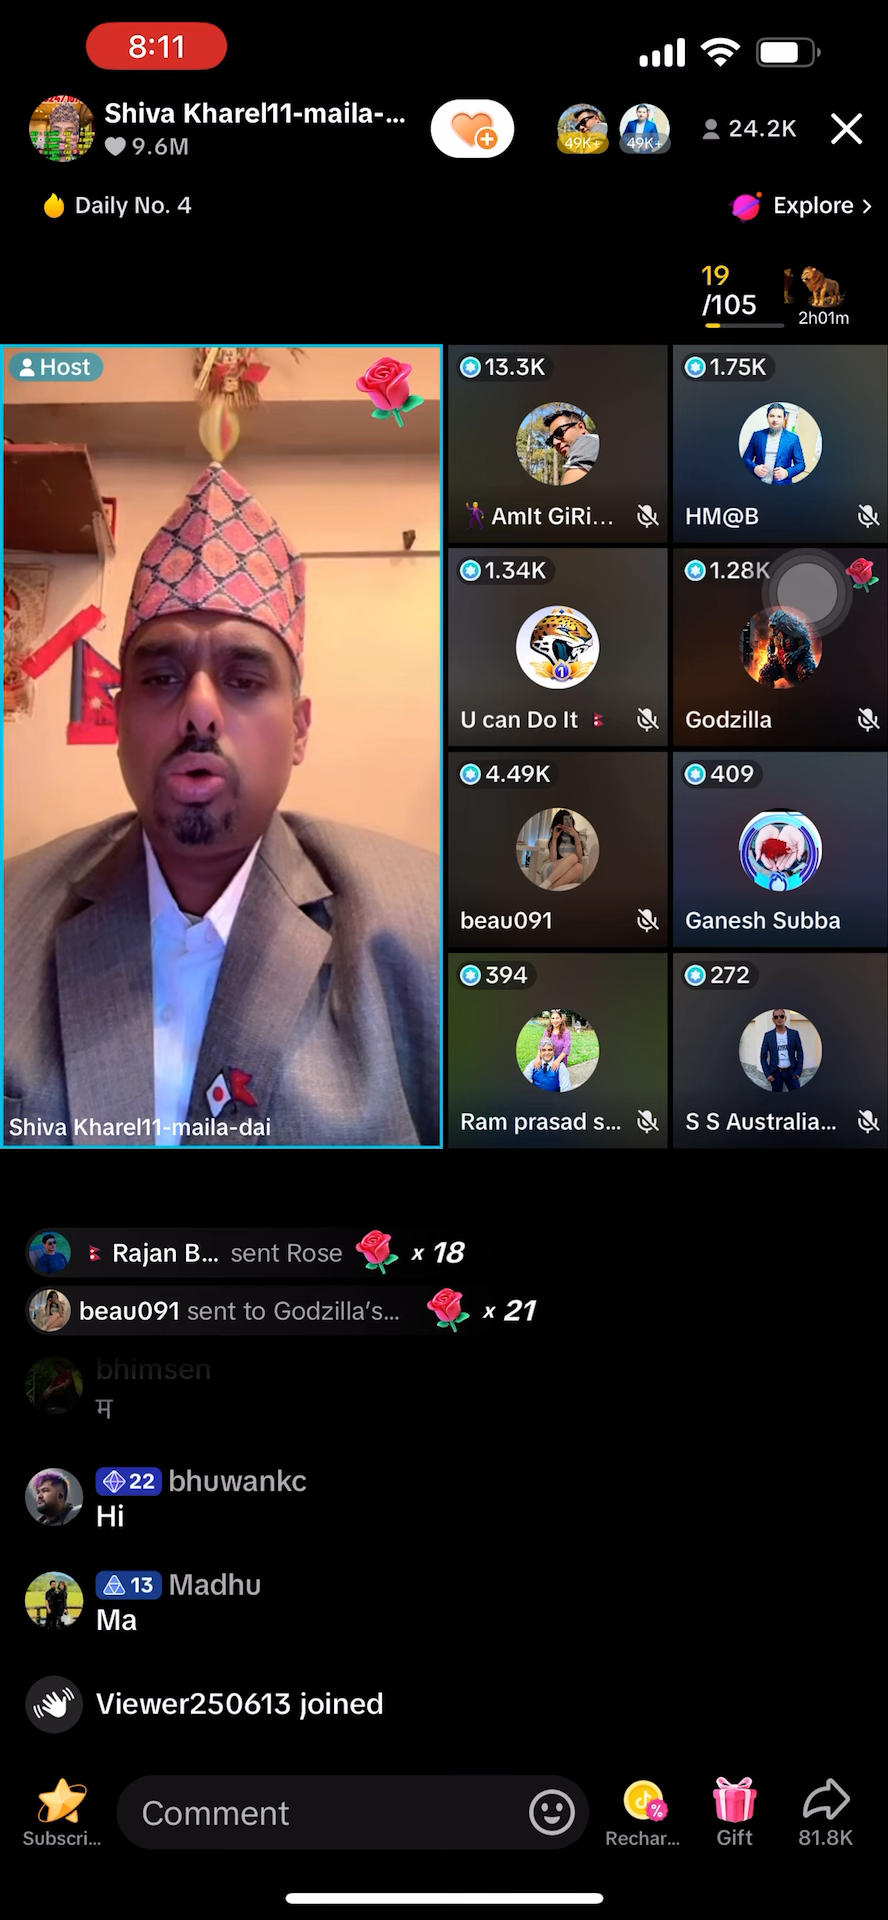 8:11
Shiva Kharel11-maila-...
9.6M
49K+
49K+
24.2K
Daily No. 4
Explore >
19
/105
2h01m
Host
13.3K
AmIt GiRi...
1.75K
HM@B
1.34K
U can Do It
1.28K
Godzilla
4.49K
beau091
409
Ganesh Subba
394
Ram prasad s...
272
S S Australia...
Shiva Kharel11-maila-dai
Rajan B... sent Rose x 18
beau091 sent to Godzilla's... x 21
bhimsen
म
22 bhuwankc
Hi
13 Madhu
Ma
Viewer250613 joined
Comment
Subscri...
Rechar...
Gift
81.8K